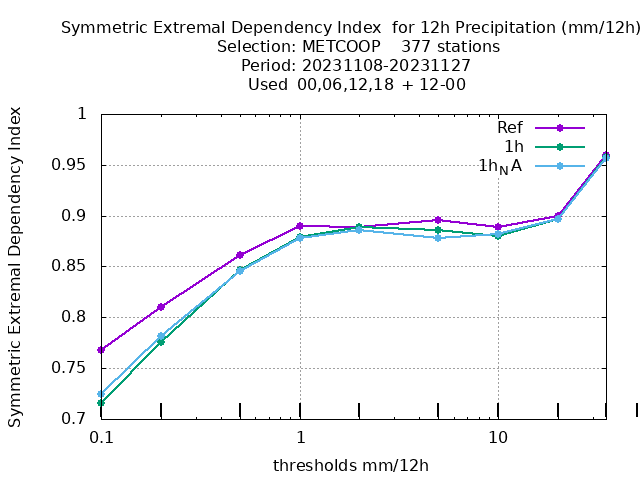 Symmetric Extremal Dependency Index  for 12h Precipitation (mm/12h)
Selection: METCOOP    377 stations
Period: 20231108-20231127
Used  00,06,12,18  + 12-00
Symmetric Extremal Dependency Index
1
0.95
0.9
0.85
0.8
0.75
0.7
Ref
1h
1hNA
0.1
1
10
thresholds mm/12h